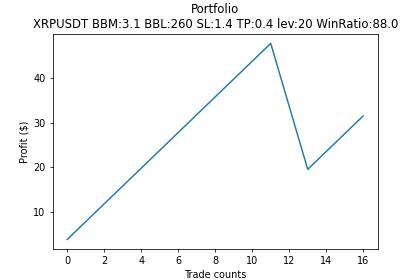 Portfolio
XRPUSDT BBM:3.1 BBL:260 SL:1.4 TP:0.4 lev:20 WinRatio:88.0
40
30
20
10
Profit ($)
0 2 4 6 8 10 12 14 16
Trade counts